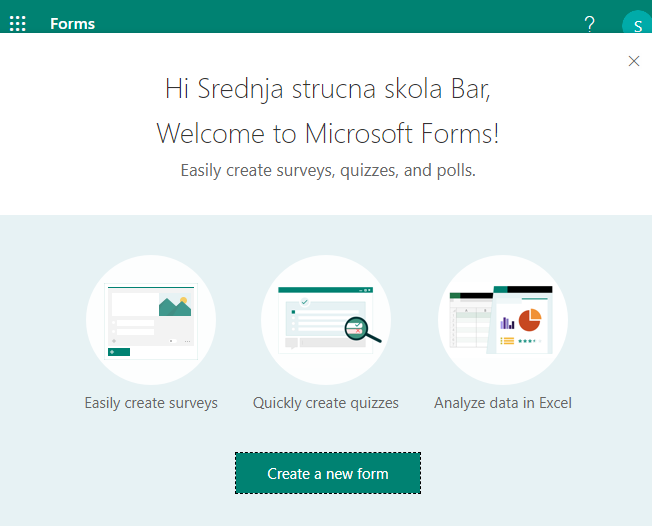 Forms
?
S
Hi Srednja strucna skola Bar,
Welcome to Microsoft Forms!
Easily create surveys, quizzes, and polls.
Easily create surveys
Quickly create quizzes
Analyze data in Excel
Create a new form